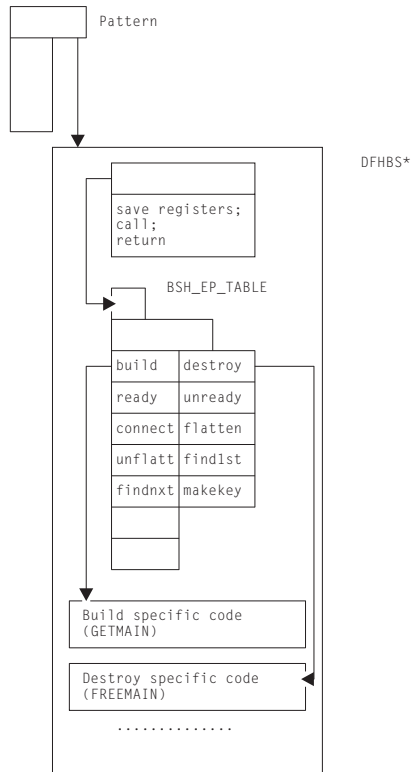 Pattern
DFHBS*
save registers;
call;
return
BSH_EP_TABLE
build destroy
ready unready
connect flatten
unflatt find1st
findnxt makekey
Build specific code
(GETMAIN)
Destroy specific code
(FREEMAIN)
..............